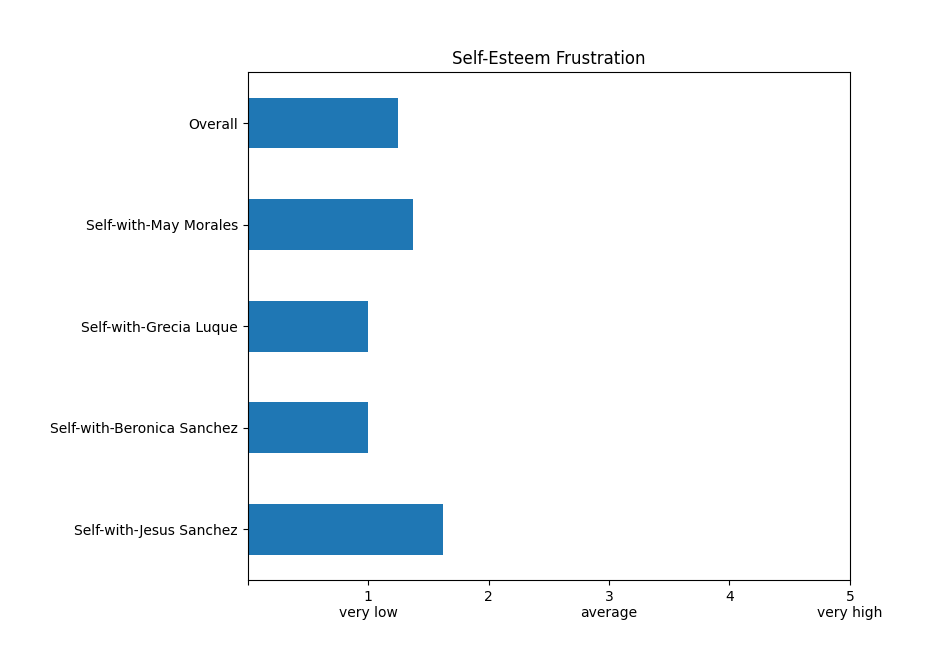 Self-Esteem Frustration
Overall
Self-with-May Morales
Self-with-Grecia Luque
Self-with-Beronica Sanchez
Self-with-Jesus Sanchez
1 2 3 4 5
very low average very high